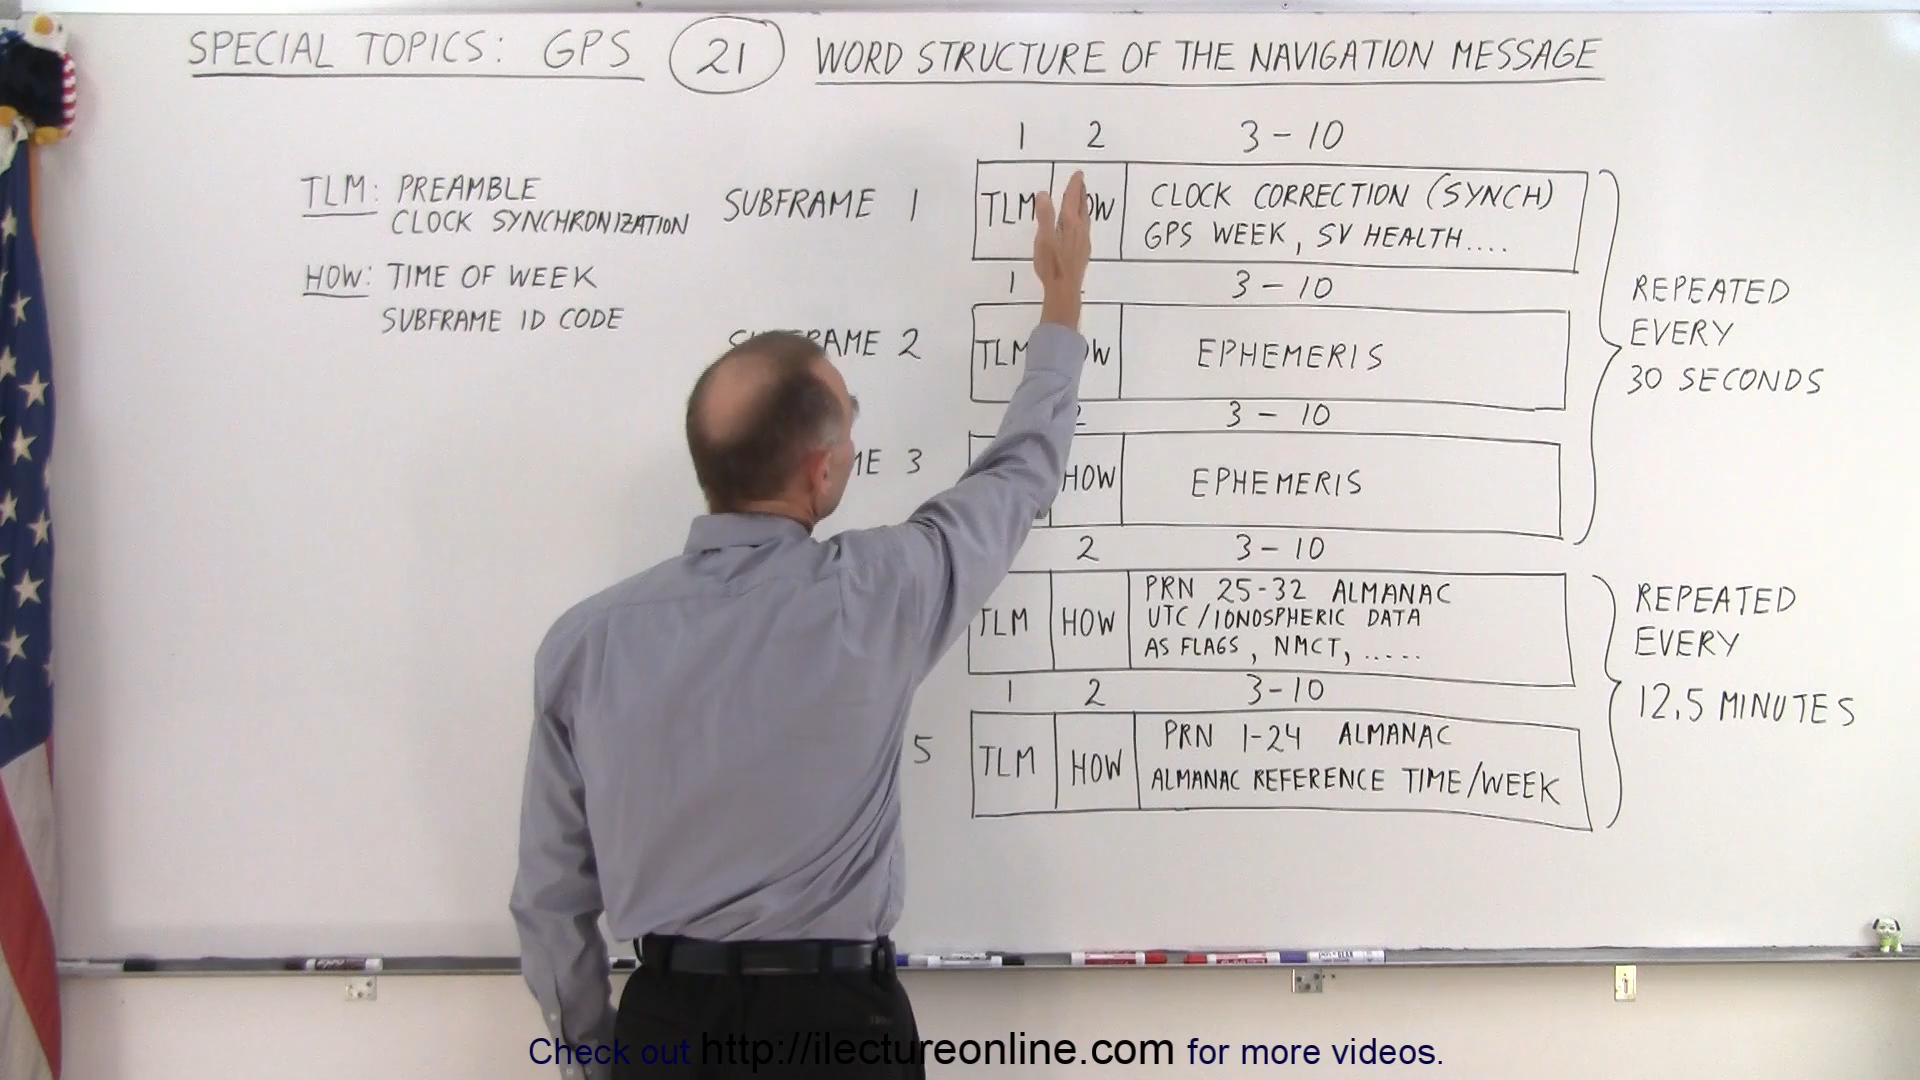 SPECIAL TOPICS: GPS 21 WORD STRUCTURE OF THE NAVIGATION MESSAGE
TLM: PREAMBLE
CLOCK SYNCHRONIZATION
HOW: TIME OF WEEK
SUBFRAME ID CODE
1 2 3-10
SUBFRAME 1 TLM CLOCK CORRECTION (SYNCH)
GPS WEEK, SV HEALTH....
1 3-10
2 TLM EPHEMERIS
2 3-10
3 HOW EPHEMERIS
2 3-10
TLM HOW PRN 25-32 ALMANAC
UTC/IONOSPHERIC DATA
AS FLAGS, NMCT, .....
1 2 3-10
5 TLM HOW PRN 1-24 ALMANAC
ALMANAC REFERENCE TIME/WEEK
REPEATED
EVERY
30 SECONDS
REPEATED
EVERY
12.5 MINUTES
Check out http://ilectureonline.com for more videos.